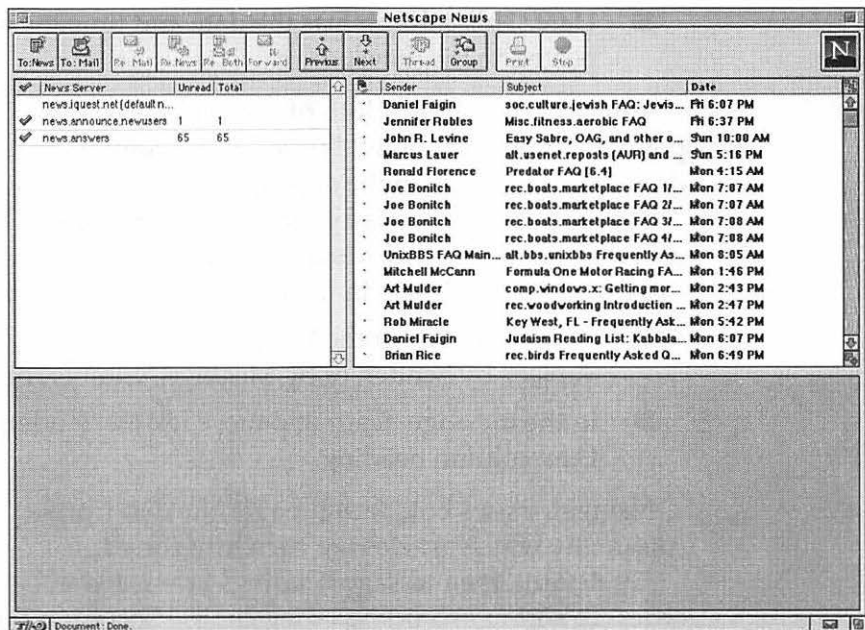 Netscape News
To:News To: Mail Re: Mail Re:News Re: Both Forward Previous Next Thread Group Print Stop
N
News Server Unread Total
news.iquest.net (default n...
news.announce.newusers 1 1
news.answers 65 65
Sender Subject Date
Daniel Faigin soc.culture.jewish FAQ: Jewis... Fri 6:07 PM
Jennifer Robles Misc.fitness.aerobic FAQ Fri 6:37 PM
John R. Levine Easy Sabre, OAG, and other o... Sun 10:00 AM
Marcus Lauer alt.usenet.reposts (AUR) and ... Sun 5:16 PM
Ronald Florence Predator FAQ [6.4] Mon 4:15 AM
Joe Bonitch rec.boats.marketplace FAQ 1/... Mon 7:07 AM
Joe Bonitch rec.boats.marketplace FAQ 2/... Mon 7:07 AM
Joe Bonitch rec.boats.marketplace FAQ 3/... Mon 7:08 AM
Joe Bonitch rec.boats.marketplace FAQ 4/... Mon 7:08 AM
UnixBBS FAQ Main... alt.bbs.unixbbs Frequently As... Mon 8:05 AM
Mitchell McCann Formula One Motor Racing FA... Mon 1:46 PM
Art Mulder comp.windows.x: Getting mor... Mon 2:43 PM
Art Mulder rec.woodworking Introduction ... Mon 2:47 PM
Rob Miracle Key West, FL - Frequently Ask... Mon 5:42 PM
Daniel Faigin Judaism Reading List: Kabbala... Mon 6:07 PM
Brian Rice rec.birds Frequently Asked Q... Mon 6:49 PM
Document: Done.